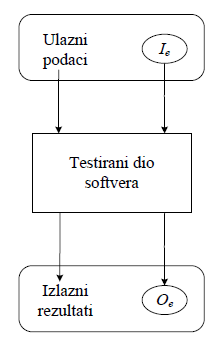 Ulazni
podaci
Ie
Testirani dio
softvera
Izlazni
rezultati
Oe